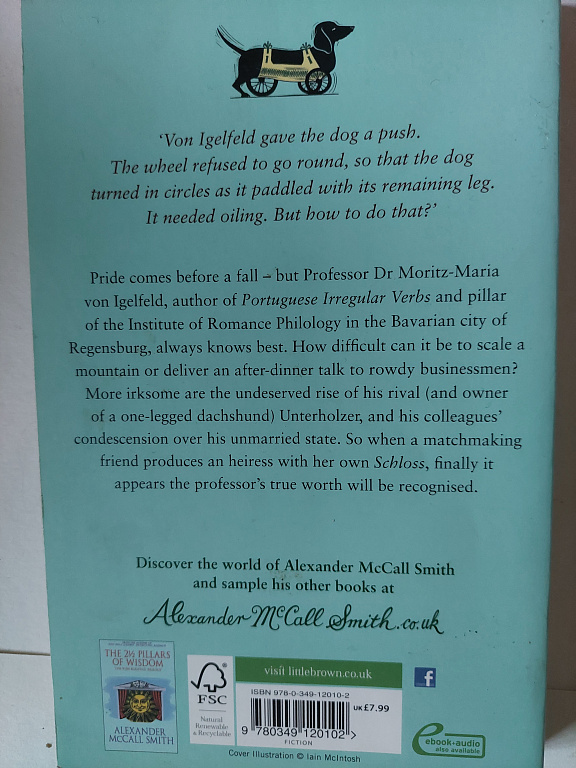 ‘Von Igelfeld gave the dog a push.
The wheel refused to go round, so that the dog
turned in circles as it paddled with its remaining leg.
It needed oiling. But how to do that?’
Pride comes before a fall – but Professor Dr Moritz-Maria
von Igelfeld, author of Portuguese Irregular Verbs and pillar
of the Institute of Romance Philology in the Bavarian city of
Regensburg, always knows best. How difficult can it be to scale a
mountain or deliver an after-dinner talk to rowdy businessmen?
More irksome are the undeserved rise of his rival (and owner
of a one-legged dachshund) Unterholzer, and his colleagues’
condescension over his unmarried state. So when a matchmaking
friend produces an heiress with her own Schloss, finally it
appears the professor’s true worth will be recognised.
Discover the world of Alexander McCall Smith
and sample his other books at
Alexander McCall Smith.co.uk
THE 2½ PILLARS
OF WISDOM
ALEXANDER
MCCALL SMITH
FSC
Natural
Renewable
& Recyclable
visit littlebrown.co.uk
ISBN 978-0-349-12010-2
9 780349 120102 >
UK £7.99
FICTION
f
ebook+audio
also available
Cover Illustration © Iain McIntosh